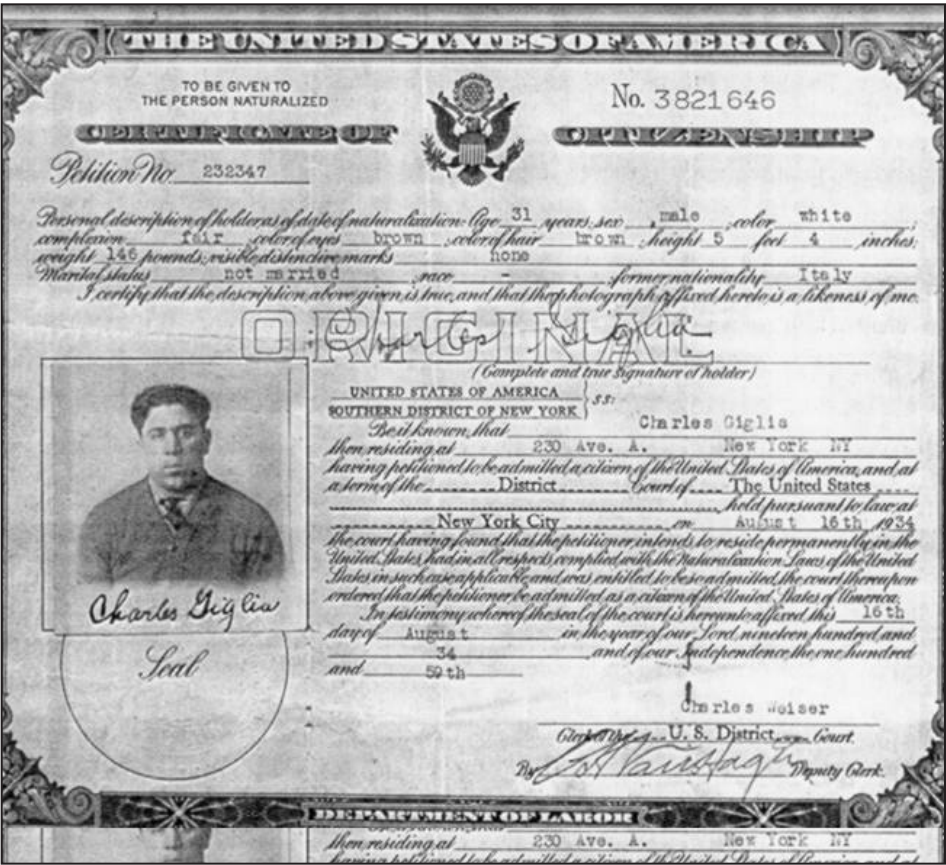 THE UNITED STATES OF AMERICA
TO BE GIVEN TO
THE PERSON NATURALIZED
No. 3821646
CERTIFICATE OF CITIZENSHIP
Petition No. 232347
Personal description of holder as of date of naturalization: Age 31 years; sex male; color white;
complexion fair; color of eyes brown; color of hair brown; height 5 feet 4 inches;
weight 146 pounds; visible distinctive marks none
Marital status not married; race -; former nationality Italy
I certify that the description above given is true, and that the photograph affixed hereto is a likeness of me.
ORIGINAL
Charles Giglia
(Complete and true signature of holder)
UNITED STATES OF AMERICA
SOUTHERN DISTRICT OF NEW YORK } ss:
Be it known, that Charles Giglia
then residing at 230 Ave. A. New York NY
having petitioned to be admitted a citizen of the United States of America, and at
a term of the District Court of The United States
held pursuant to law at
New York City on August 16th 1934
the court having found that the petitioner intends to reside permanently in the
United States, had in all respects complied with the Naturalization Laws of the United
States in such case applicable, and was entitled to be so admitted, the court thereupon
ordered that the petitioner be admitted as a citizen of the United States of America.
In testimony whereof the seal of the court is hereunto affixed this 16th
day of August in the year of our Lord nineteen hundred and
34 and of our Independence the one hundred
and 59th
Charles Giglia
Seal
Charles Weiser
Clerk of the U. S. District Court.
By Deputy Clerk.
DEPARTMENT OF LABOR
then residing at 230 Ave. A. New York NY
having petitioned to be admitted a citizen of the United States of America, and at